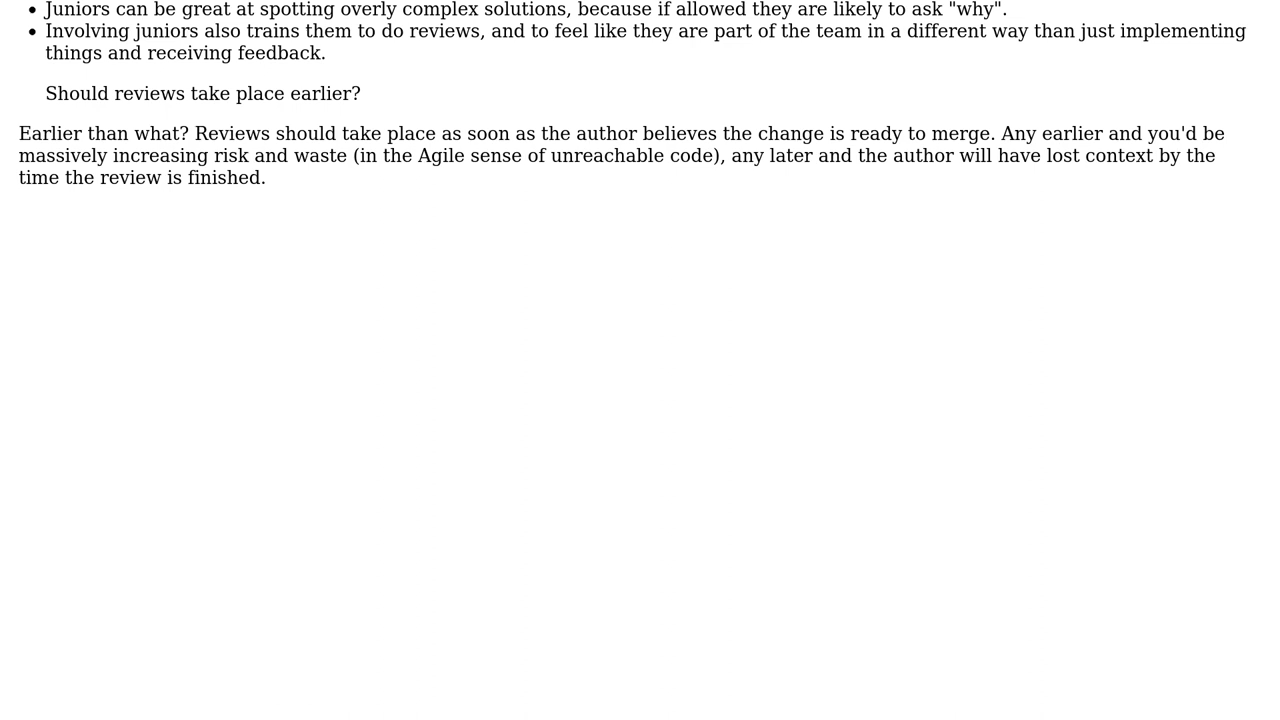 • Juniors can be great at spotting overly complex solutions, because if allowed they are likely to ask "why".
• Involving juniors also trains them to do reviews, and to feel like they are part of the team in a different way than just implementing
things and receiving feedback.
Should reviews take place earlier?
Earlier than what? Reviews should take place as soon as the author believes the change is ready to merge. Any earlier and you'd be
massively increasing risk and waste (in the Agile sense of unreachable code), any later and the author will have lost context by the
time the review is finished.